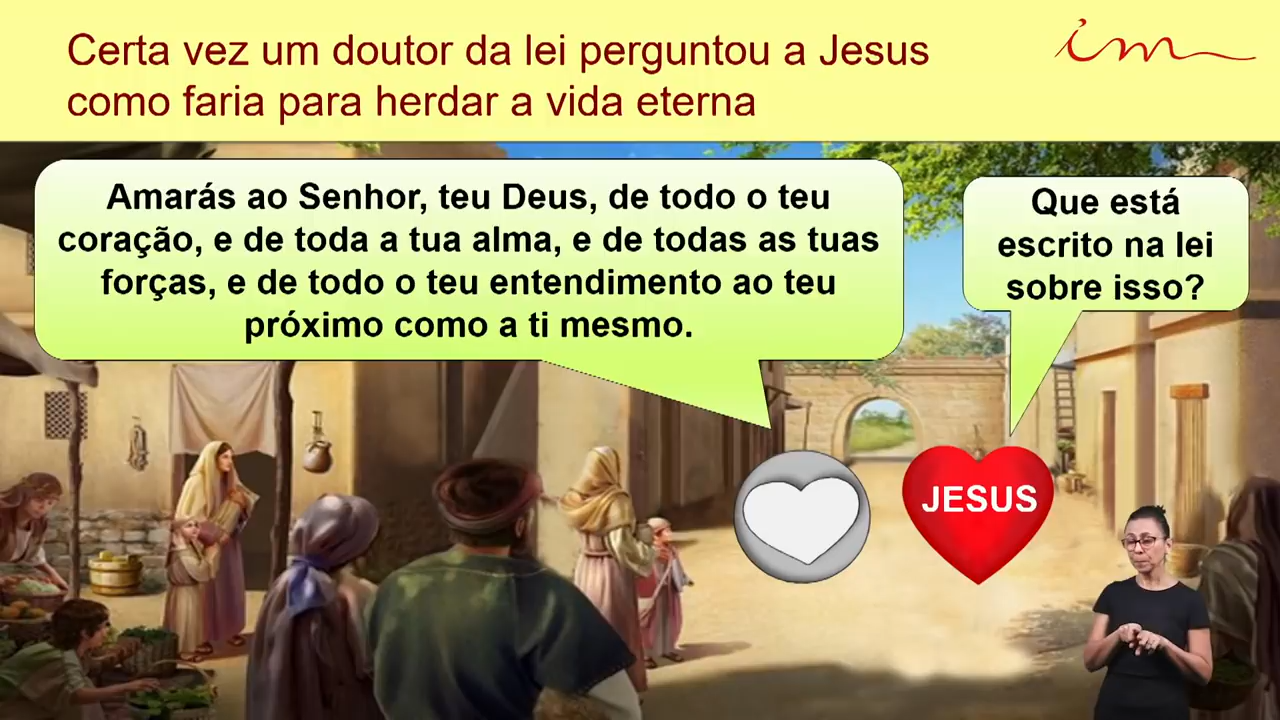 Certa vez um doutor da lei perguntou a Jesus
como faria para herdar a vida eterna
im
Amarás ao Senhor, teu Deus, de todo o teu
coração, e de toda a tua alma, e de todas as tuas
forças, e de todo o teu entendimento ao teu
próximo como a ti mesmo.
Que está
escrito na lei
sobre isso?
JESUS